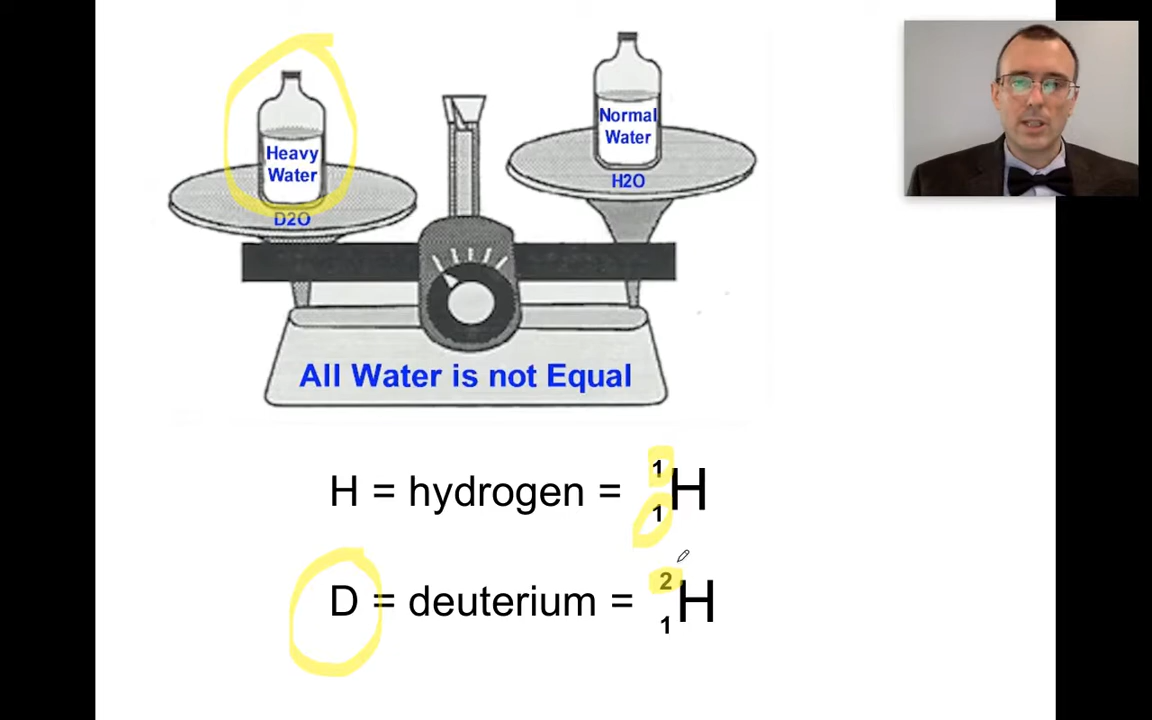 Heavy
Water
D2O
Normal
Water
H2O
All Water is not Equal
H = hydrogen = ¹₁H
D = deuterium = ²₁H